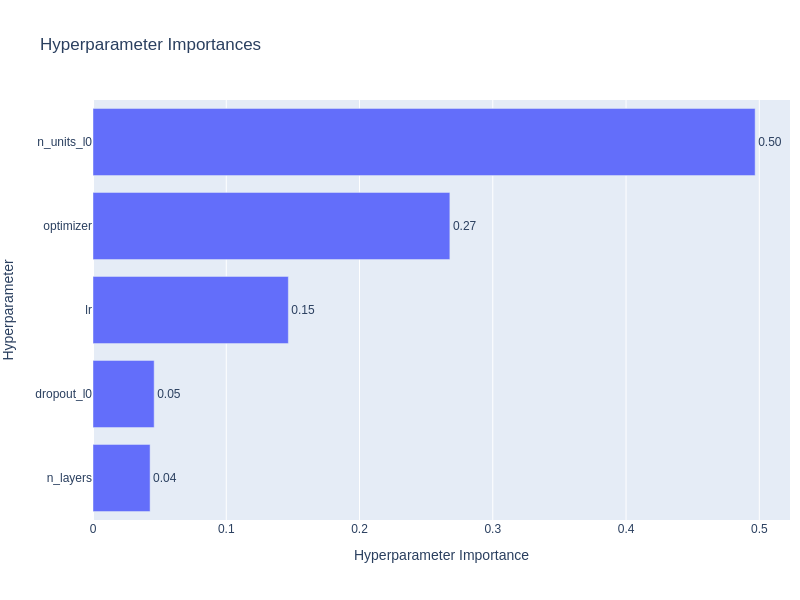 Hyperparameter Importances
n_units_l0
0.50
optimizer
0.27
lr
0.15
dropout_l0
0.05
n_layers
0.04
0
0.1
0.2
0.3
0.4
0.5
Hyperparameter Importance
Hyperparameter